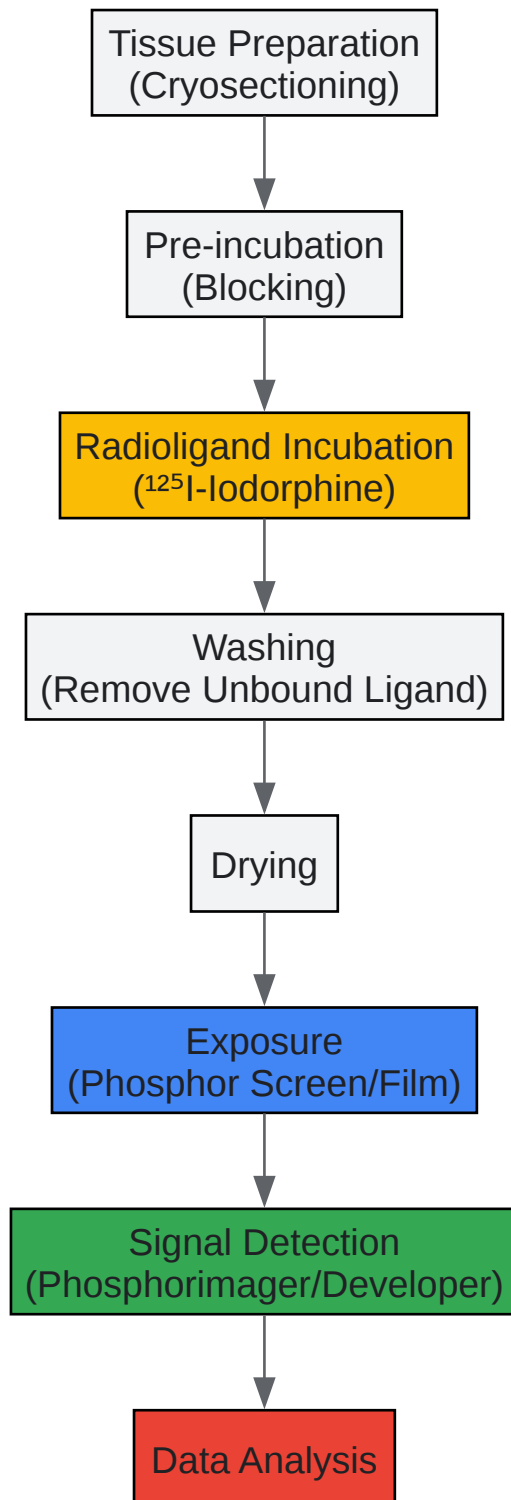 Tissue Preparation
(Cryosectioning)
Pre-incubation
(Blocking)
Radioligand Incubation
(¹²⁵I-Iodorphine)
Washing
(Remove Unbound Ligand)
Drying
Exposure
(Phosphor Screen/Film)
Signal Detection
(Phosphorimager/Developer)
Data Analysis